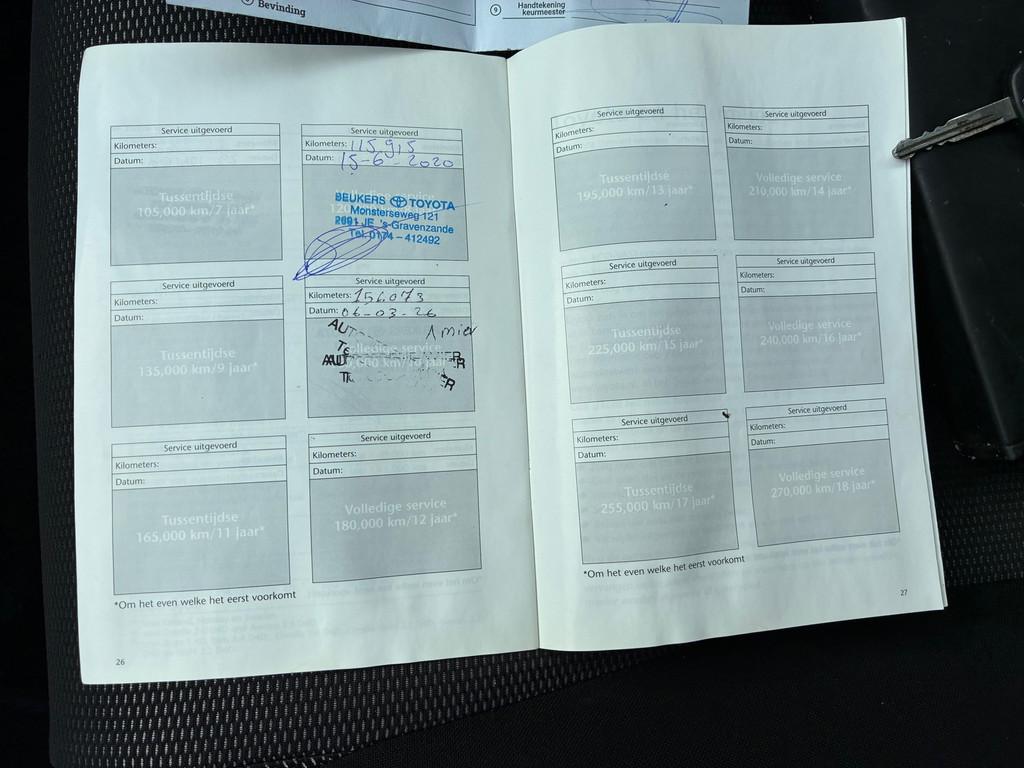 Bevinding
9 Handtekening
keurmeester
Service uitgevoerd
Kilometers:
Datum:
Tussentijdse
105,000 km/7 jaar*
Service uitgevoerd
Kilometers: 115.915
Datum: 15-6-2020
BEUKERS TOYOTA
Monsterseweg 121
2691 JE 's-Gravenzande
Tel. 0174 - 412492
Service uitgevoerd
Kilometers:
Datum:
Tussentijdse
135,000 km/9 jaar*
Service uitgevoerd
Kilometers: 156.073
Datum: 06-03-26
Volledige service
Service uitgevoerd
Kilometers:
Datum:
Tussentijdse
165,000 km/11 jaar*
Service uitgevoerd
Kilometers:
Datum:
Volledige service
180,000 km/12 jaar*
*Om het even welke het eerst voorkomt
26
Service uitgevoerd
Kilometers:
Datum:
Tussentijdse
195,000 km/13 jaar*
Service uitgevoerd
Kilometers:
Datum:
Volledige service
210,000 km/14 jaar*
Service uitgevoerd
Kilometers:
Datum:
Tussentijdse
225,000 km/15 jaar*
Service uitgevoerd
Kilometers:
Datum:
Volledige service
240,000 km/16 jaar*
Service uitgevoerd
Kilometers:
Datum:
Tussentijdse
255,000 km/17 jaar*
Service uitgevoerd
Kilometers:
Datum:
Volledige service
270,000 km/18 jaar*
*Om het even welke het eerst voorkomt
27